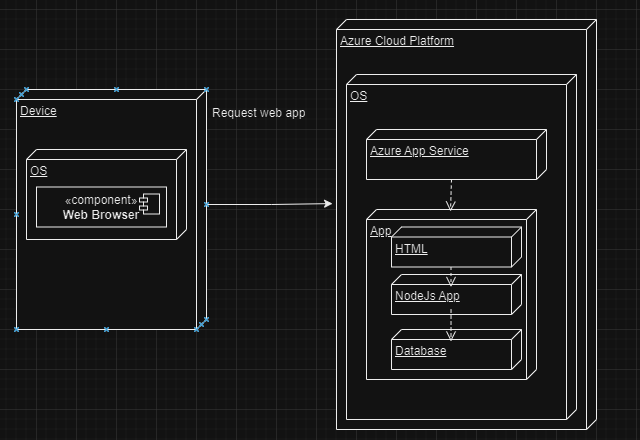 Azure Cloud Platform
OS
Device
Request web app
OS
«component»
Web Browser
Azure App Service
App
HTML
NodeJs App
Database